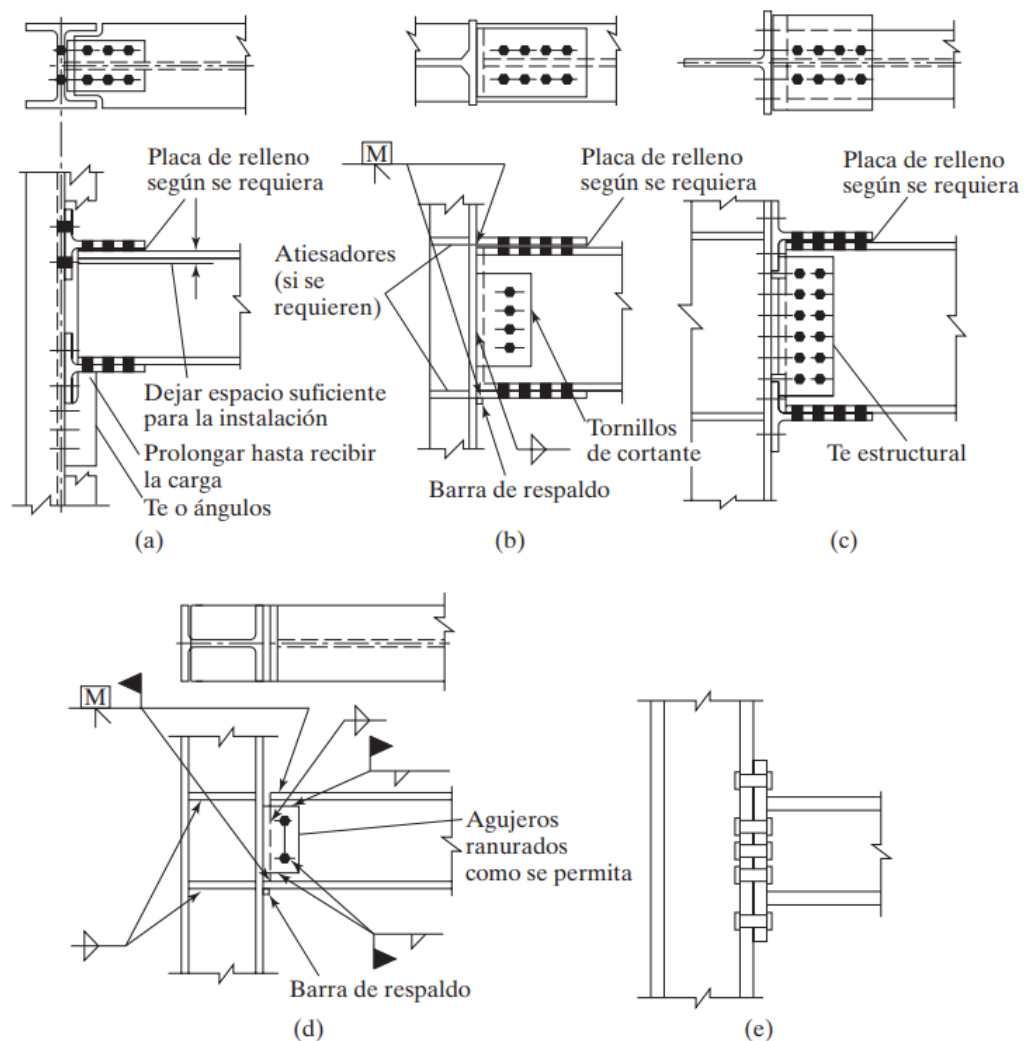 Placa de relleno
según se requiera
Dejar espacio suficiente
para la instalación
Prolongar hasta recibir
la carga
Te o ángulos
(a)
M
Placa de relleno
según se requiera
Atiesadores
(si se
requieren)
Tornillos
de cortante
Barra de respaldo
(b)
Placa de relleno
según se requiera
Te estructural
(c)
M
Agujeros
ranurados
como se permita
Barra de respaldo
(d)
(e)